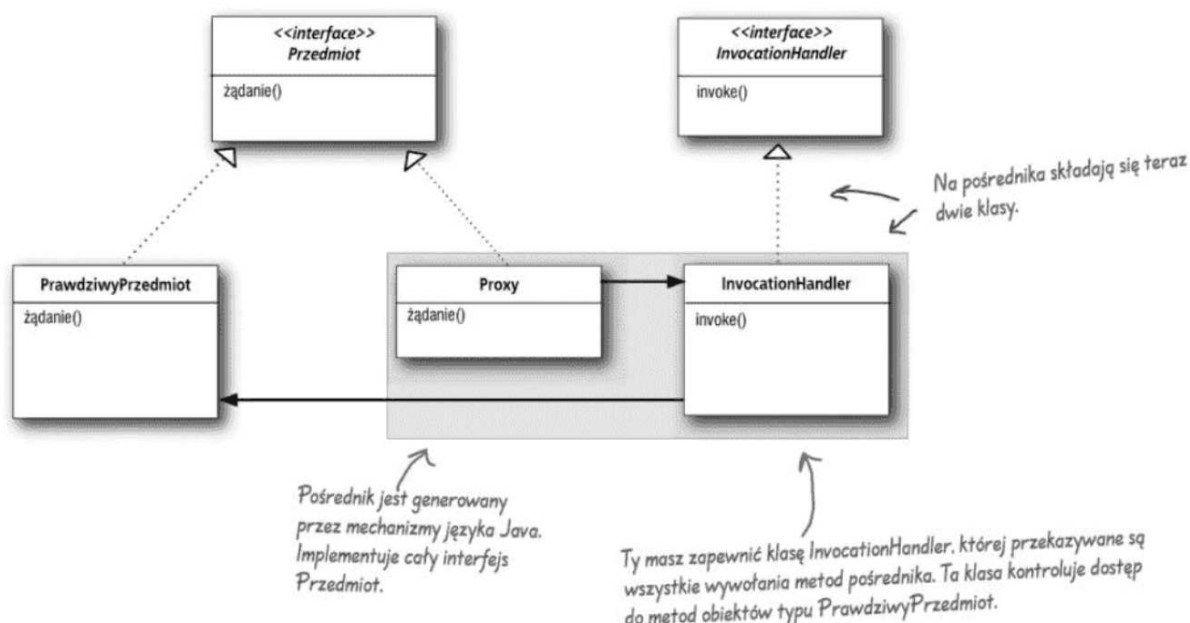 <<interface>>
Przedmiot
żądanie()
<<interface>>
InvocationHandler
invoke()
Na pośrednika składają się teraz
dwie klasy.
PrawdziwyPrzedmiot
żądanie()
Proxy
żądanie()
InvocationHandler
invoke()
Pośrednik jest generowany
przez mechanizmy języka Java.
Implementuje cały interfejs
Przedmiot.
Ty masz zapewnić klasę InvocationHandler, której przekazywane są
wszystkie wywołania metod pośrednika. Ta klasa kontroluje dostęp
do metod obiektów typu PrawdziwyPrzedmiot.